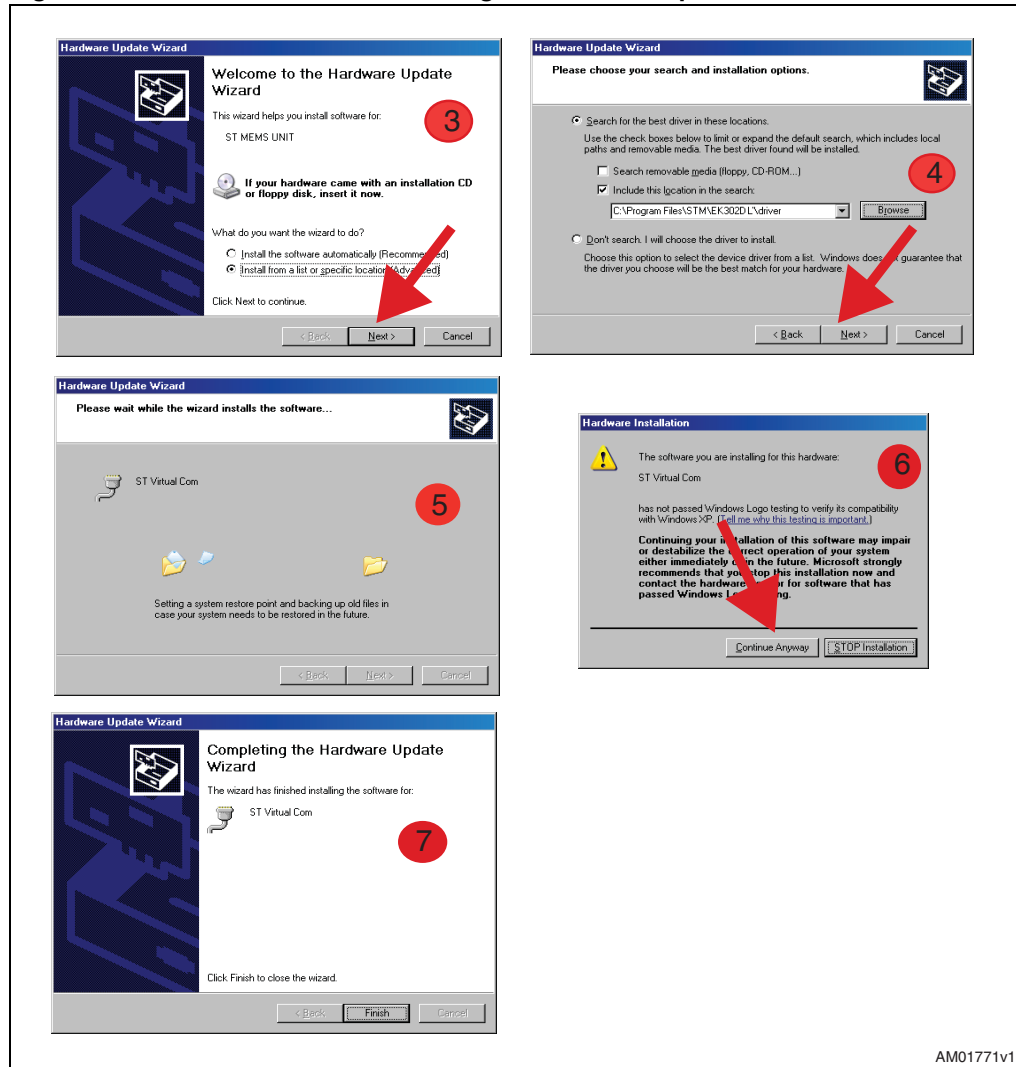 Hardware Update Wizard
Welcome to the Hardware Update
Wizard
This wizard helps you install software for:
ST MEMS UNIT
3
If your hardware came with an installation CD
or floppy disk, insert it now.
What do you want the wizard to do?
Install the software automatically (Recommended)
Install from a list or specific location (Advanced)
Click Next to continue.
< Back Next > Cancel
Hardware Update Wizard
Please choose your search and installation options.
Search for the best driver in these locations.
Use the check boxes below to limit or expand the default search, which includes local
paths and removable media. The best driver found will be installed.
Search removable media (floppy, CD-ROM...)
4
Include this location in the search:
C:\Program Files\STM\EK302DL\driver Browse
Don't search. I will choose the driver to install.
Choose this option to select the device driver from a list. Windows does guarantee that
the driver you choose will be the best match for your hardware.
< Back Next > Cancel
Hardware Update Wizard
Please wait while the wizard installs the software...
ST Virtual Com
5
Setting a system restore point and backing up old files in
case your system needs to be restored in the future.
< Back Next > Cancel
Hardware Installation
The software you are installing for this hardware:
6
ST Virtual Com
has not passed Windows Logo testing to verify its compatibility
with Windows XP. (Tell me why this testing is important.)
Continuing your installation of this software may impair
or destabilize the correct operation of your system
either immediately or in the future. Microsoft strongly
recommends that you stop this installation now and
contact the hardware vendor for software that has
passed Windows Logo testing.
Continue Anyway STOP Installation
Hardware Update Wizard
Completing the Hardware Update
Wizard
The wizard has finished installing the software for:
ST Virtual Com
7
Click Finish to close the wizard.
< Back Finish Cancel
AM01771v1